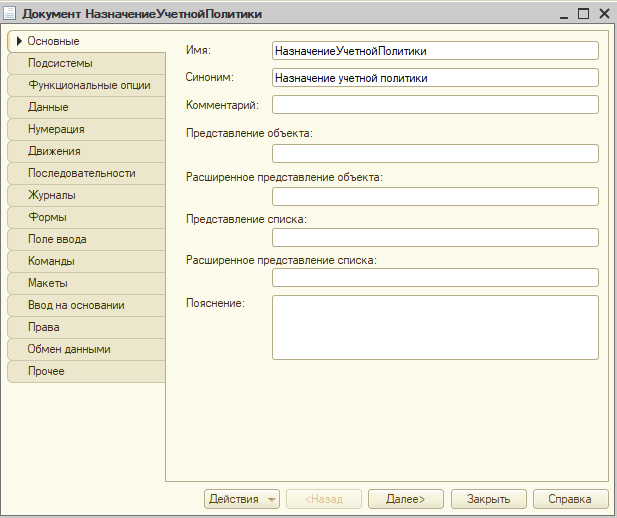 Документ НазначениеУчетнойПолитики
Основные
Подсистемы
Функциональные опции
Данные
Нумерация
Движения
Последовательности
Журналы
Формы
Поле ввода
Команды
Макеты
Ввод на основании
Права
Обмен данными
Прочее
Имя: НазначениеУчетнойПолитики
Синоним: Назначение учетной политики
Комментарий:
Представление объекта:
Расширенное представление объекта:
Представление списка:
Расширенное представление списка:
Пояснение:
Действия <Назад Далее> Закрыть Справка